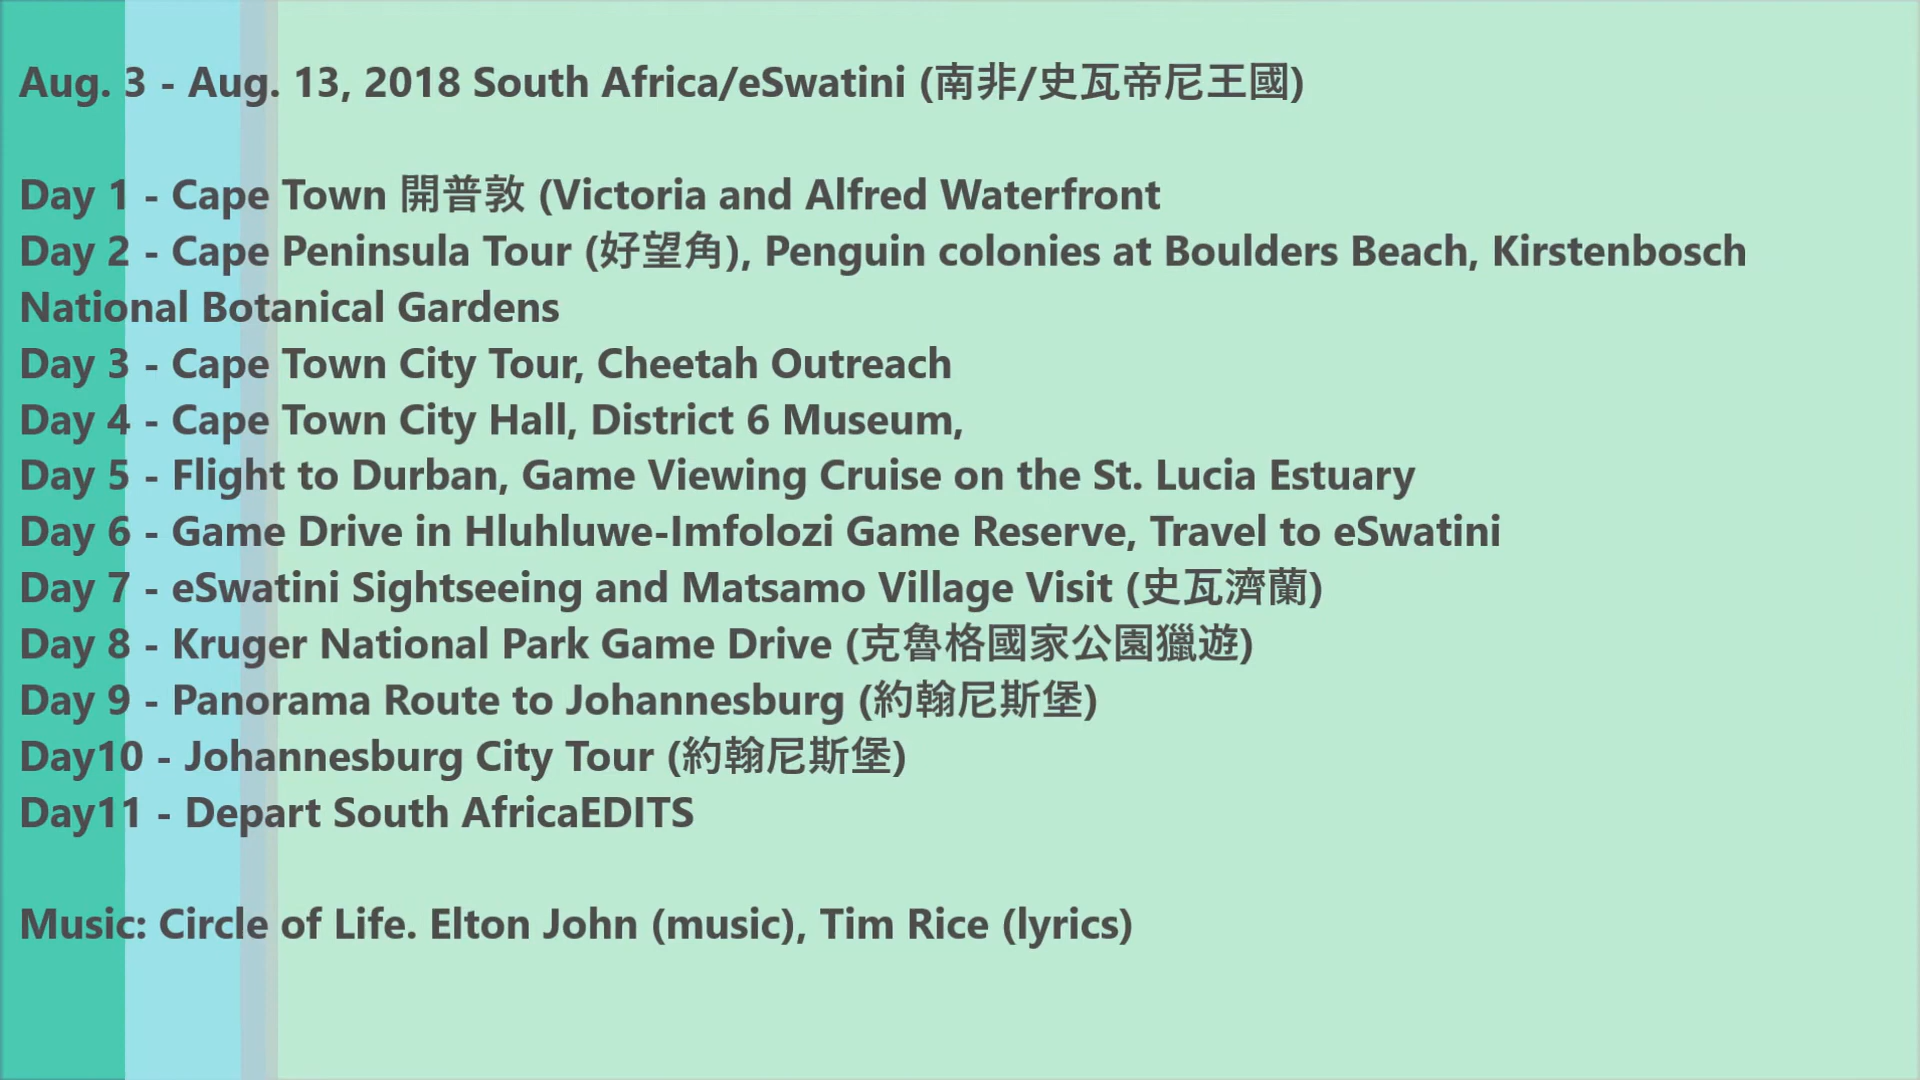 Aug. 3 - Aug. 13, 2018 South Africa/eSwatini (南非/史瓦帝尼王國)
Day 1 - Cape Town 開普敦 (Victoria and Alfred Waterfront
Day 2 - Cape Peninsula Tour (好望角), Penguin colonies at Boulders Beach, Kirstenbosch
National Botanical Gardens
Day 3 - Cape Town City Tour, Cheetah Outreach
Day 4 - Cape Town City Hall, District 6 Museum,
Day 5 - Flight to Durban, Game Viewing Cruise on the St. Lucia Estuary
Day 6 - Game Drive in Hluhluwe-Imfolozi Game Reserve, Travel to eSwatini
Day 7 - eSwatini Sightseeing and Matsamo Village Visit (史瓦濟蘭)
Day 8 - Kruger National Park Game Drive (克魯格國家公園獵遊)
Day 9 - Panorama Route to Johannesburg (約翰尼斯堡)
Day10 - Johannesburg City Tour (約翰尼斯堡)
Day11 - Depart South AfricaEDITS
Music: Circle of Life. Elton John (music), Tim Rice (lyrics)